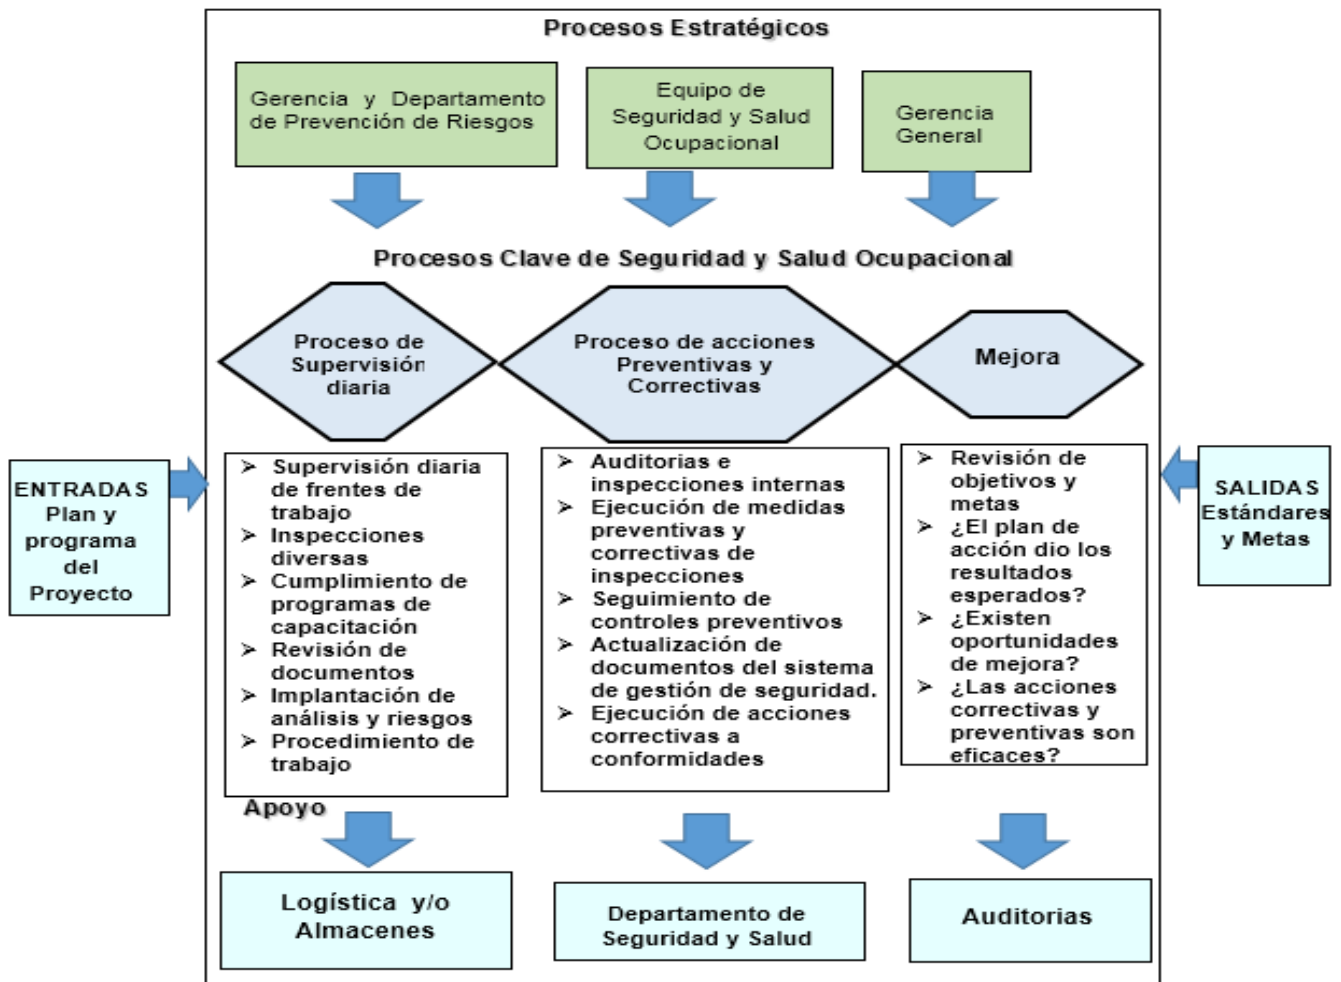 Procesos Estratégicos
Gerencia y Departamento
de Prevención de Riesgos
Equipo de
Seguridad y Salud
Ocupacional
Gerencia
General
Procesos Clave de Seguridad y Salud Ocupacional
Proceso de
Supervisión
diaria
Proceso de acciones
Preventivas y
Correctivas
Mejora
ENTRADAS
Plan y
programa
del
Proyecto
➢ Supervisión diaria
de frentes de
trabajo
➢ Inspecciones
diversas
➢ Cumplimiento de
programas de
capacitación
➢ Revisión de
documentos
➢ Implantación de
análisis y riesgos
➢ Procedimiento de
trabajo
➢ Auditorias e
inspecciones internas
➢ Ejecución de medidas
preventivas y
correctivas de
inspecciones
➢ Seguimiento de
controles preventivos
➢ Actualización de
documentos del sistema
de gestión de seguridad.
➢ Ejecución de acciones
correctivas a
conformidades
➢ Revisión de
objetivos y
metas
➢ ¿El plan de
acción dio los
resultados
esperados?
➢ ¿Existen
oportunidades
de mejora?
➢ ¿Las acciones
correctivas y
preventivas son
eficaces?
SALIDAS
Estándares
y Metas
Apoyo
Logística y/o
Almacenes
Departamento de
Seguridad y Salud
Auditorias